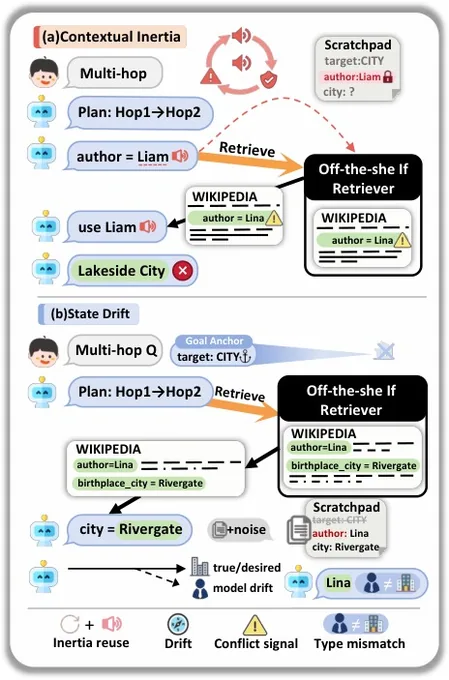 (a)Contextual Inertia
Scratchpad
target:CITY
author:Liam
city: ?
Multi-hop
Plan: Hop1→Hop2
author = Liam
Retrieve
Off-the-she lf
Retriever
WIKIPEDIA
author = Lina
WIKIPEDIA
author = Lina
use Liam
Lakeside City
(b)State Drift
Multi-hop Q
Goal Anchor
target: CITY
Plan: Hop1→Hop2
Retrieve
Off-the-she lf
Retriever
WIKIPEDIA
author=Lina
birthplace_city = Rivergate
WIKIPEDIA
author=Lina
birthplace_city = Rivergate
city = Rivergate
+noise
Scratchpad
target: CITY
author: Lina
city: Rivergate
true/desired
model drift
Lina ≠
+
Inertia reuse
Drift
Conflict signal
≠
Type mismatch